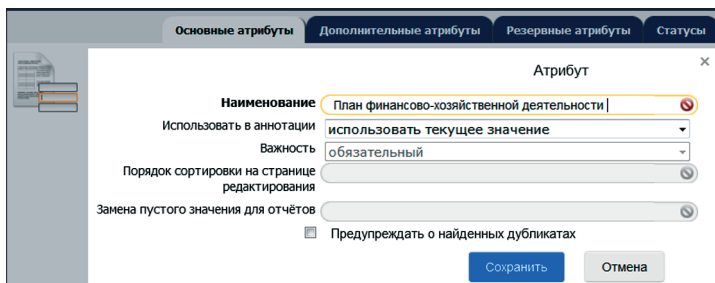 Основные атрибуты Дополнительные атрибуты Резервные атрибуты Статусы
Атрибут
Наименование План финансово-хозяйственной деятельности
Использовать в аннотации использовать текущее значение
Важность обязательный
Порядок сортировки на странице
редактирования
Замена пустого значения для отчётов
Предупреждать о найденных дубликатах
Сохранить Отмена